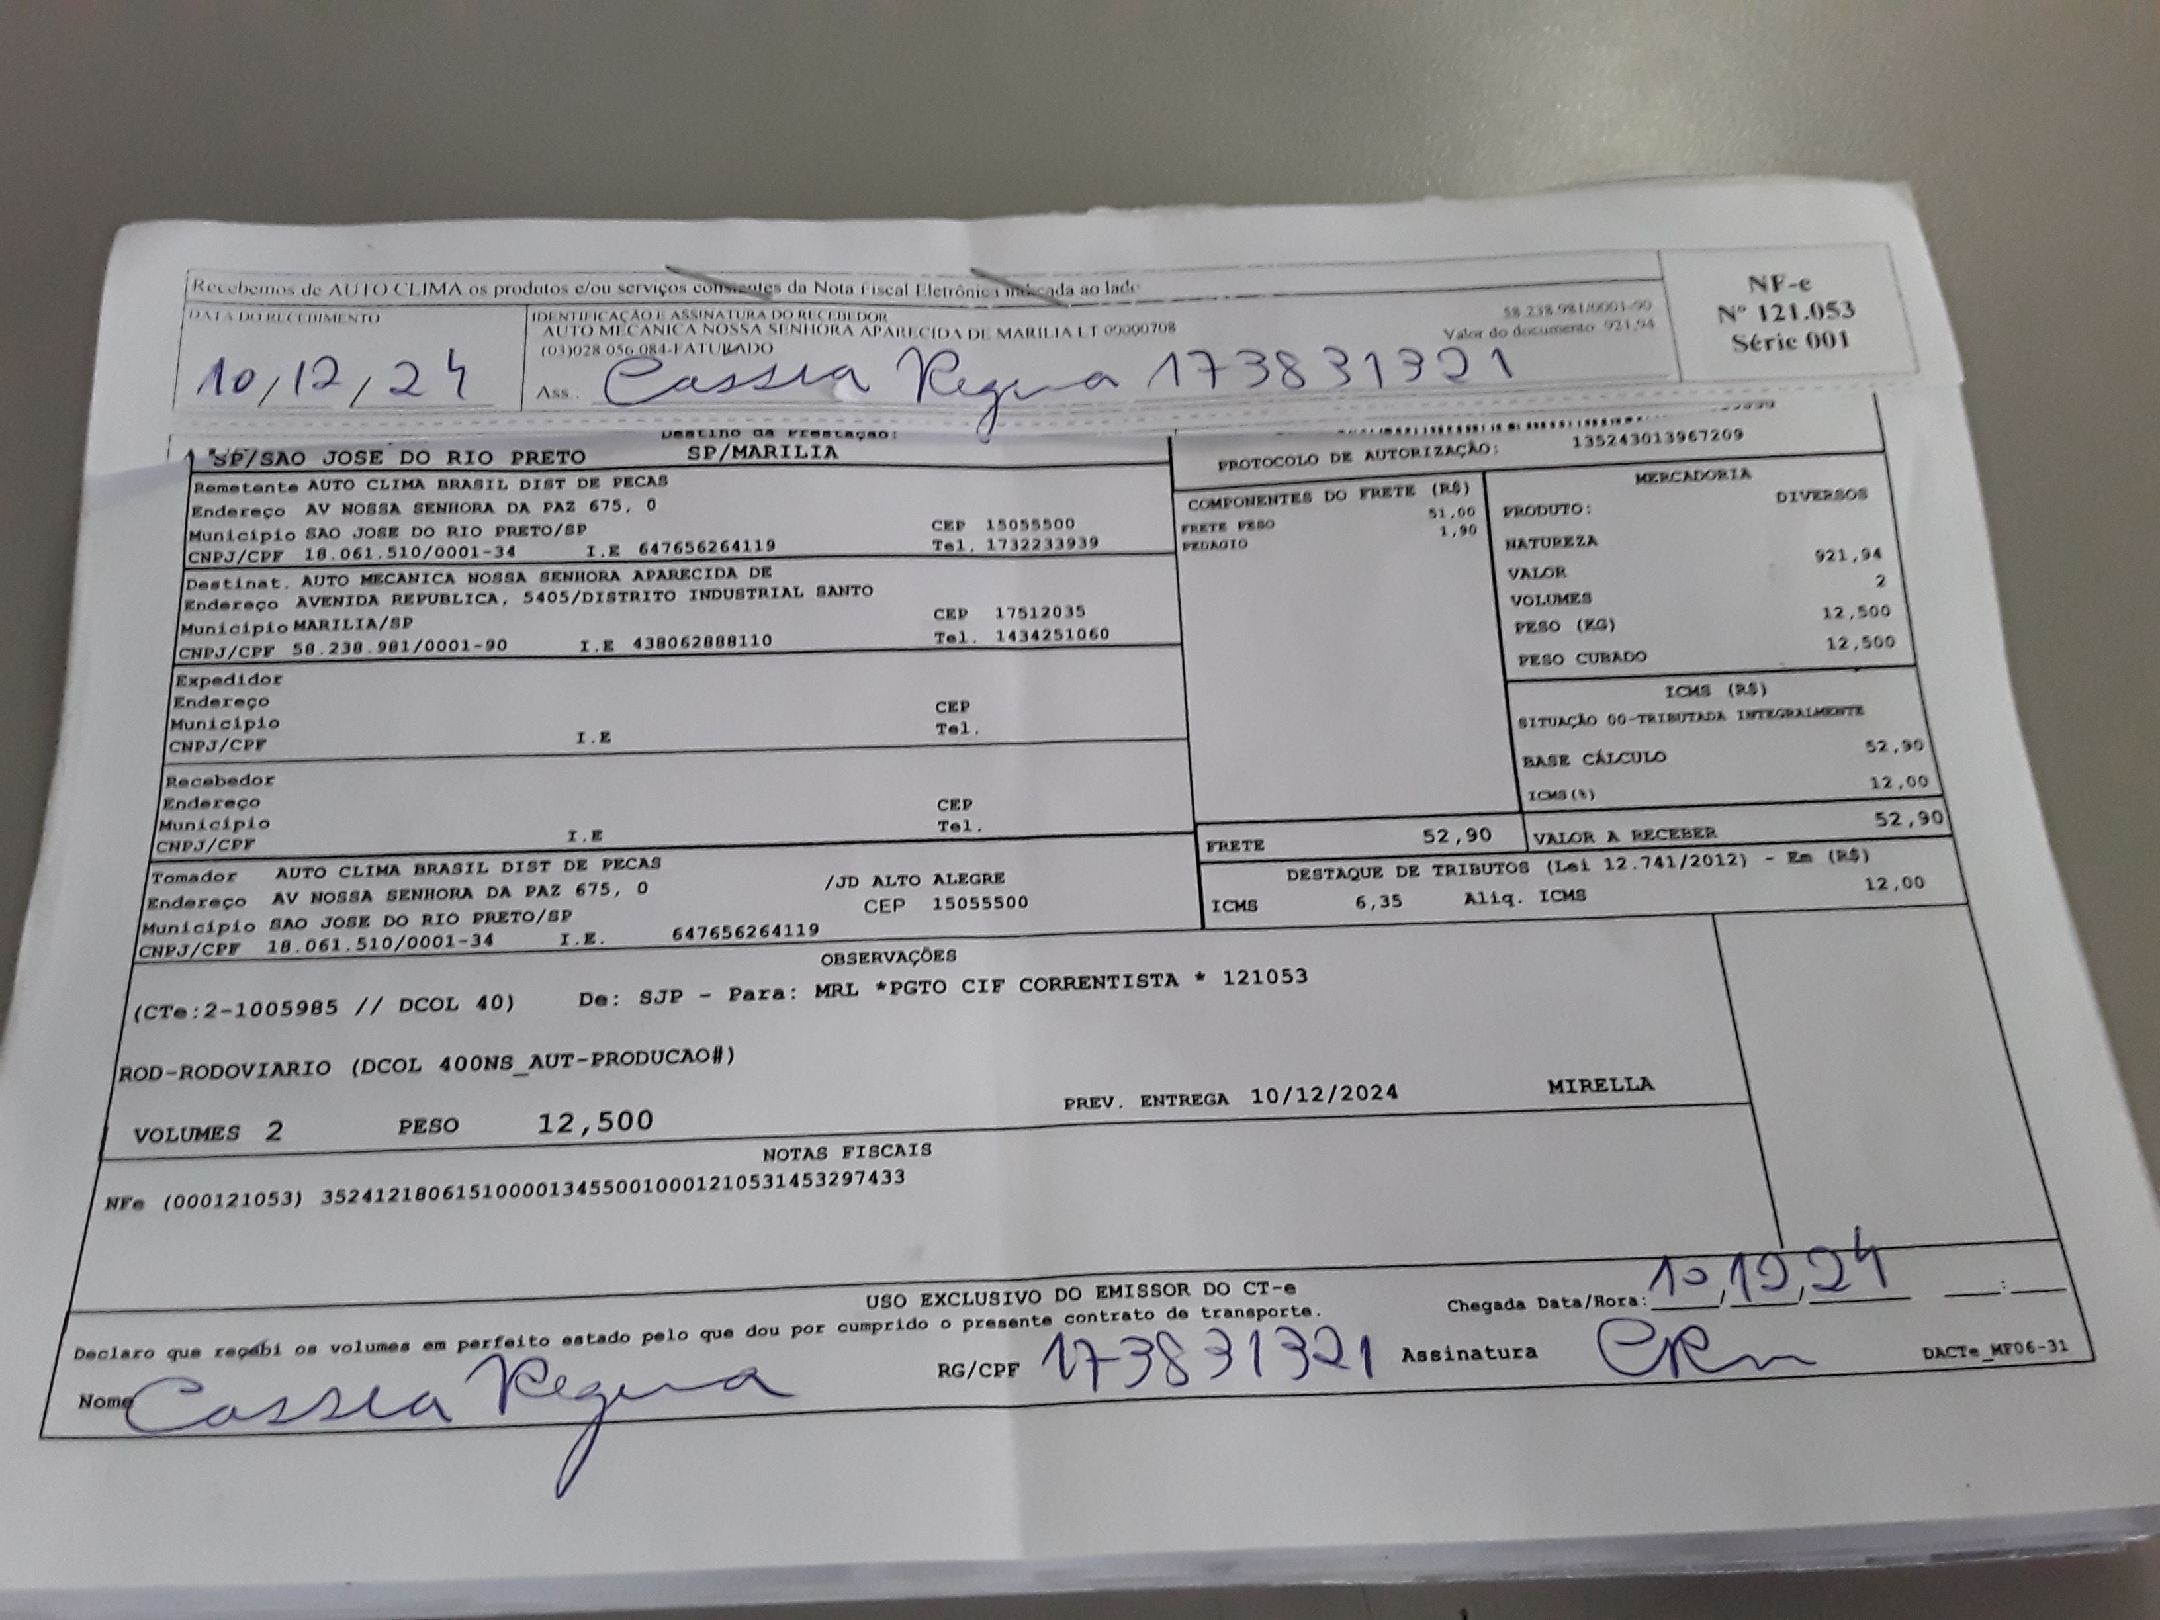 Recebemos de AUTO CLIMA os produtos e/ou serviços constantes da Nota Fiscal Eletrônica indicada ao lado
NF-e
Nº 121.053
Série 001
DATA DO RECEBIMENTO
10/12/24
IDENTIFICAÇÃO E ASSINATURA DO RECEBEDOR
AUTO MECANICA NOSSA SENHORA APARECIDA DE MARILIA LT 00000708
58.238.981/0001-90
(03)028.056.084-FATURADO
Valor do documento 921,94
Ass.: Cassia Regina 173831321
Destino da Prestação:
SP/SAO JOSE DO RIO PRETO SP/MARILIA
PROTOCOLO DE AUTORIZAÇÃO: 135243013967209
Remetente AUTO CLIMA BRASIL DIST DE PECAS
Endereço AV NOSSA SENHORA DA PAZ 675, 0
Município SAO JOSE DO RIO PRETO/SP CEP 15055500
CNPJ/CPF 18.061.510/0001-34 I.E 647656264119 Tel. 1732233939
Destinat. AUTO MECANICA NOSSA SENHORA APARECIDA DE
Endereço AVENIDA REPUBLICA, 5405/DISTRITO INDUSTRIAL SANTO
Município MARILIA/SP CEP 17512035
CNPJ/CPF 58.238.981/0001-90 I.E 438062888110 Tel. 1434251060
Expedidor
Endereço
Município CEP
CNPJ/CPF I.E Tel.
Recebedor
Endereço
Município CEP
CNPJ/CPF I.E Tel.
Tomador AUTO CLIMA BRASIL DIST DE PECAS
Endereço AV NOSSA SENHORA DA PAZ 675, 0 /JD ALTO ALEGRE
Município SAO JOSE DO RIO PRETO/SP CEP 15055500
CNPJ/CPF 18.061.510/0001-34 I.E. 647656264119
COMPONENTES DO FRETE (R$)
FRETE PESO 51,00
PEDAGIO 1,90
MERCADORIA
PRODUTO: DIVERSOS
NATUREZA
VALOR 921,94
VOLUMES 2
PESO (KG) 12,500
PESO CUBADO 12,500
ICMS (R$)
SITUAÇÃO 00-TRIBUTADA INTEGRALMENTE
BASE CÁLCULO 52,90
ICMS(%) 12,00
FRETE 52,90 VALOR A RECEBER 52,90
DESTAQUE DE TRIBUTOS (Lei 12.741/2012) - Em (R$)
ICMS 6,35 Aliq. ICMS 12,00
OBSERVAÇÕES
(CTe:2-1005985 // DCOL 40) De: SJP - Para: MRL *PGTO CIF CORRENTISTA * 121053
ROD-RODOVIARIO (DCOL 400NS_AUT-PRODUCAO#)
VOLUMES 2 PESO 12,500 PREV. ENTREGA 10/12/2024 MIRELLA
NOTAS FISCAIS
NFe (000121053) 35241218061510000134550010001210531453297433
USO EXCLUSIVO DO EMISSOR DO CT-e
Declaro que recebi os volumes em perfeito estado pelo que dou por cumprido o presente contrato de transporte.
Chegada Data/Hora: 10/12/24 __:__
Nome Cassia Regina RG/CPF 173831321 Assinatura CRm DACTe_MF06-31